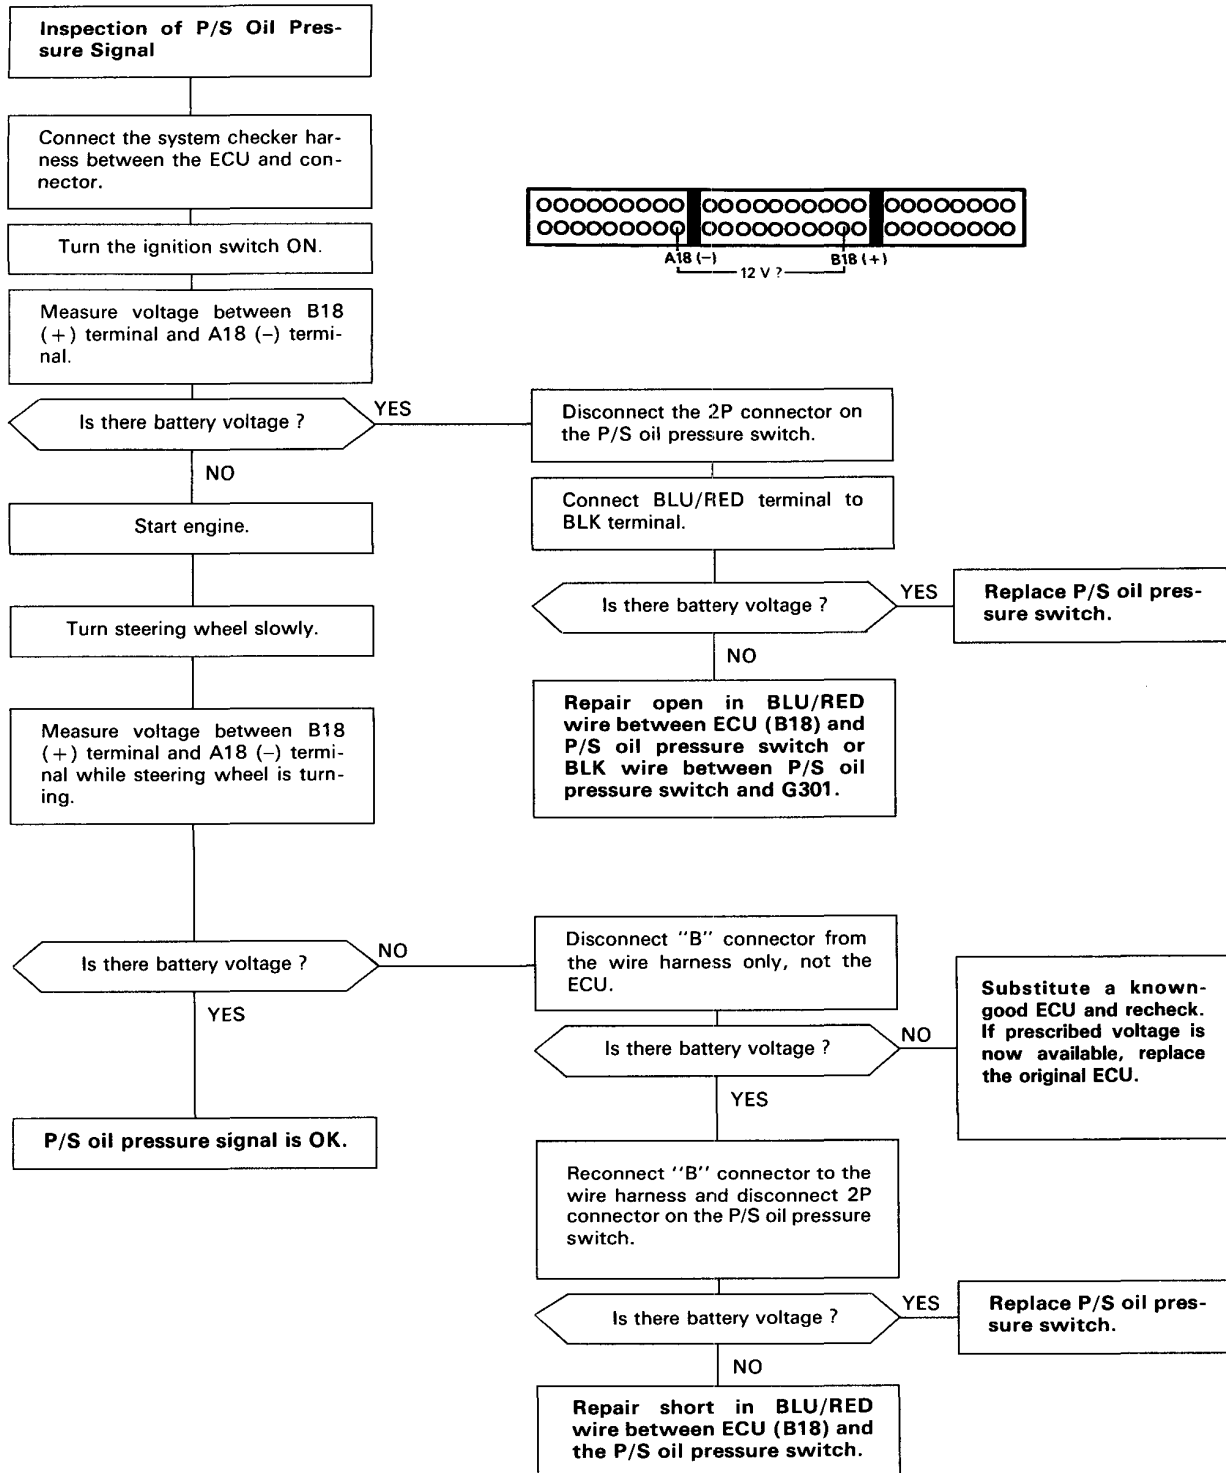 Inspection of P/S Oil Pres-
sure Signal
Connect the system checker har-
ness between the ECU and con-
nector.
Turn the ignition switch ON.
Measure voltage between B18
(+) terminal and A18 (–) termi-
nal.
A18 (–)
B18 (+)
12 V ?
Is there battery voltage ?
YES
NO
Disconnect the 2P connector on
the P/S oil pressure switch.
Connect BLU/RED terminal to
BLK terminal.
Is there battery voltage ?
YES
Replace P/S oil pres-
sure switch.
NO
Repair open in BLU/RED
wire between ECU (B18) and
P/S oil pressure switch or
BLK wire between P/S oil
pressure switch and G301.
Start engine.
Turn steering wheel slowly.
Measure voltage between B18
(+) terminal and A18 (–) termi-
nal while steering wheel is turn-
ing.
Is there battery voltage ?
NO
YES
P/S oil pressure signal is OK.
Disconnect "B" connector from
the wire harness only, not the
ECU.
Is there battery voltage ?
NO
Substitute a known-
good ECU and recheck.
If prescribed voltage is
now available, replace
the original ECU.
YES
Reconnect "B" connector to the
wire harness and disconnect 2P
connector on the P/S oil pressure
switch.
Is there battery voltage ?
YES
Replace P/S oil pres-
sure switch.
NO
Repair short in BLU/RED
wire between ECU (B18) and
the P/S oil pressure switch.